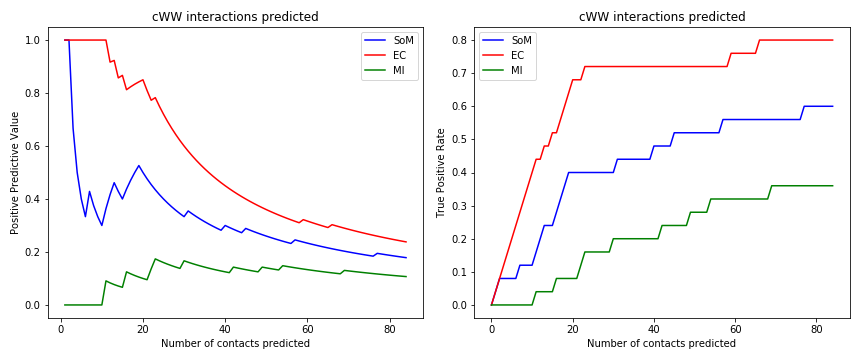 cWW interactions predicted
Positive Predictive Value
1.0
0.8
0.6
0.4
0.2
0.0
SoM
EC
MI
0 20 40 60 80
Number of contacts predicted
cWW interactions predicted
True Positive Rate
0.8
0.7
0.6
0.5
0.4
0.3
0.2
0.1
0.0
SoM
EC
MI
0 20 40 60 80
Number of contacts predicted